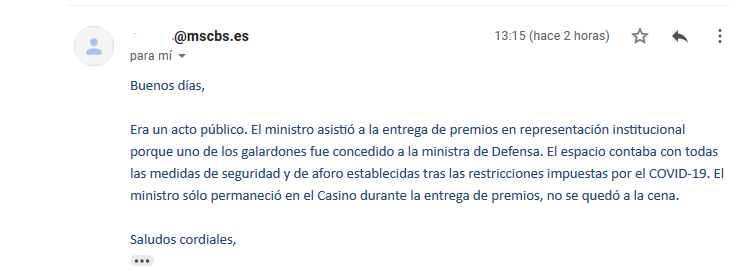 .@mscbs.es
13:15 (hace 2 horas)
para mí
Buenos días,
Era un acto público. El ministro asistió a la entrega de premios en representación institucional
porque uno de los galardones fue concedido a la ministra de Defensa. El espacio contaba con todas
las medidas de seguridad y de aforo establecidas tras las restricciones impuestas por el COVID-19. El
ministro sólo permaneció en el Casino durante la entrega de premios, no se quedó a la cena.
Saludos cordiales,